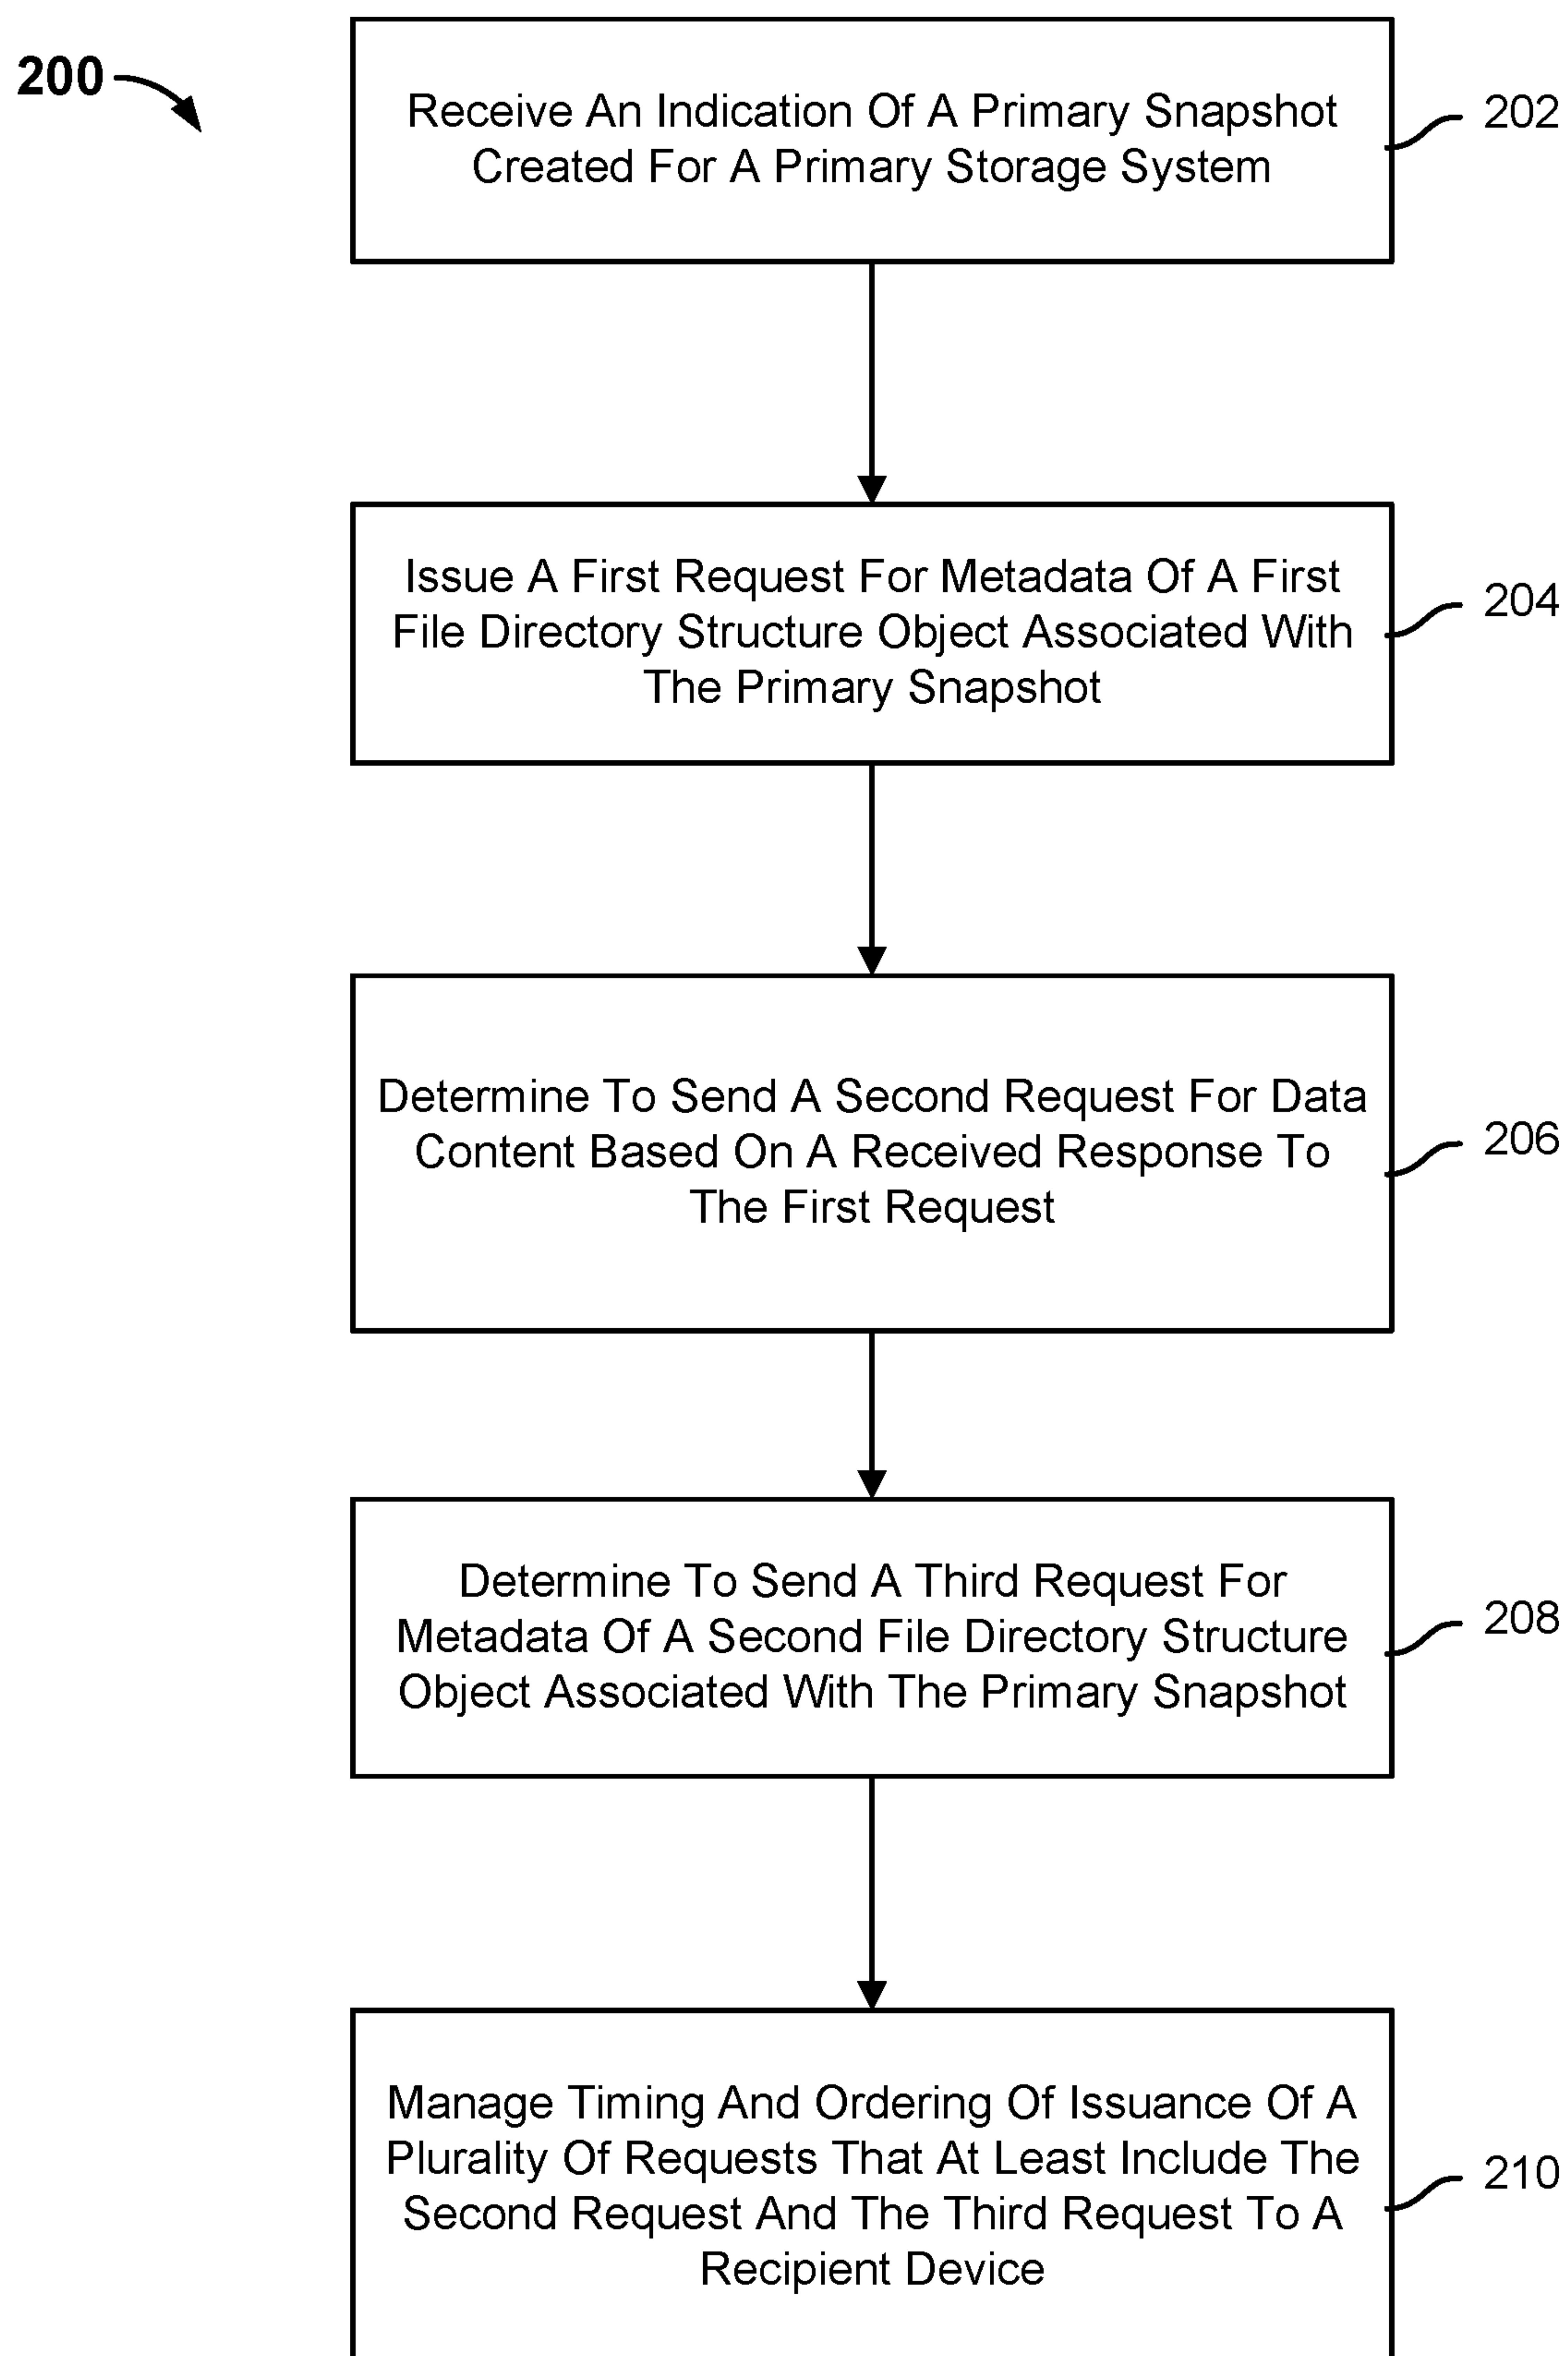 200
Receive An Indication Of A Primary Snapshot
Created For A Primary Storage System
202
Issue A First Request For Metadata Of A First
File Directory Structure Object Associated With
The Primary Snapshot
204
Determine To Send A Second Request For Data
Content Based On A Received Response To
The First Request
206
Determine To Send A Third Request For
Metadata Of A Second File Directory Structure
Object Associated With The Primary Snapshot
208
Manage Timing And Ordering Of Issuance Of A
Plurality Of Requests That At Least Include The
Second Request And The Third Request To A
Recipient Device
210